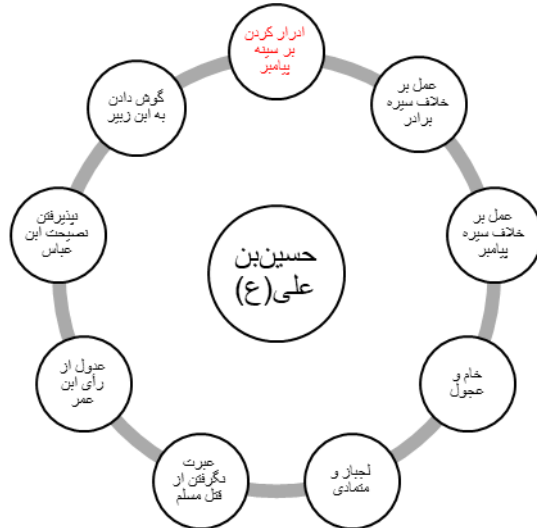 ادرار کردن
بر سینه
پیامبر
عمل بر
خلاف سیره
برادر
عمل بر
خلاف سیره
پیامبر
خام و
عجول
لجباز و
متمادی
عبرت
نگرفتن از
قتل مسلم
عدول از
رأی ابن
عمر
نپذیرفتن
نصیحت ابن
عباس
گوش دادن
به ابن زبیر
حسین‌بن
علی(ع)